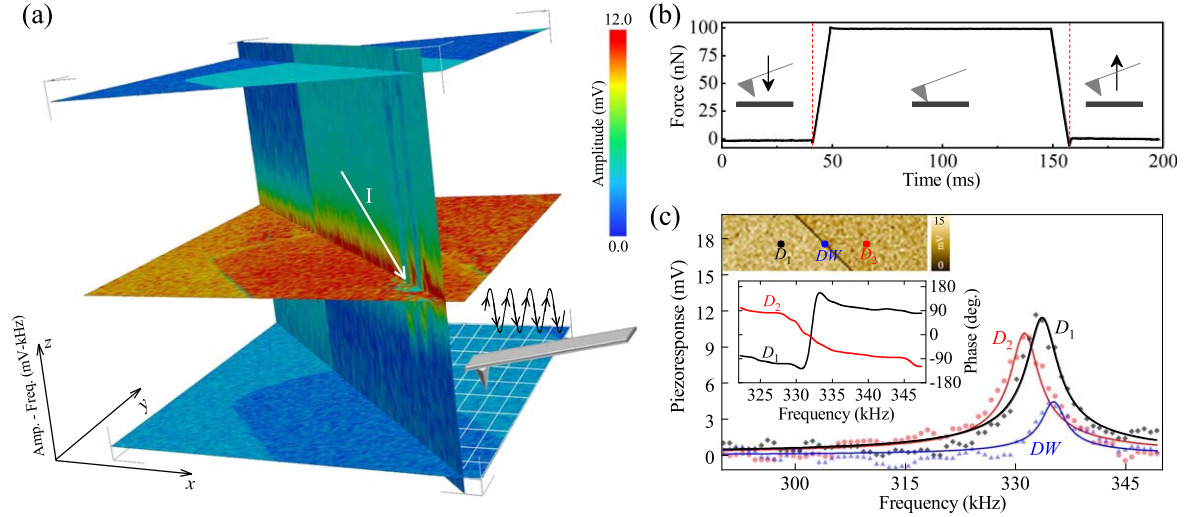 (a)
12.0
Amplitude (mV)
0.0
I
Amp. - Freq. (mV-kHz)
z
y
x
(b)
Force (nN)
100
75
50
25
0
0
50
100
150
200
Time (ms)
(c)
Piezoresponse (mV)
18
15
12
9
6
3
0
D1
DW
D2
15
mV
0
D2
D1
180
90
0
-90
-180
Phase (deg.)
325
332
340
347
Frequency (kHz)
D2
D1
DW
300
315
330
345
Frequency (kHz)